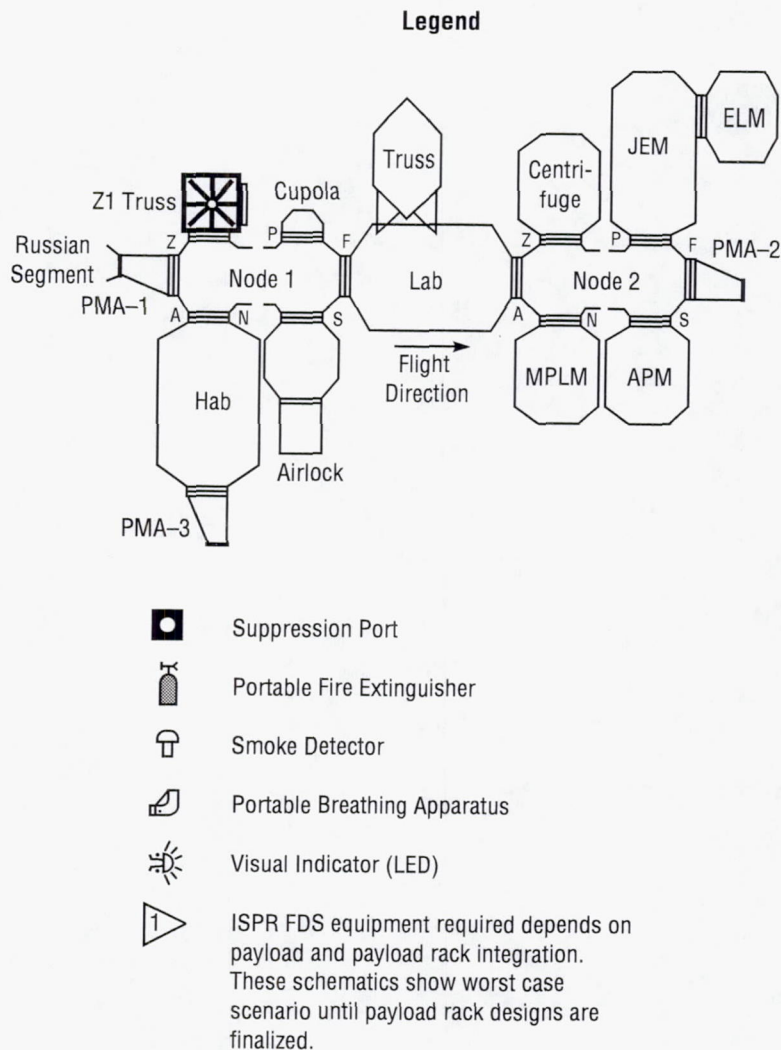 Legend
ELM
JEM
Truss
Centri-
fuge
Z1 Truss
Cupola
Z
P
F
Z
P
F
PMA–2
Russian
Segment
Node 1
Lab
Node 2
PMA–1
A
N
S
A
N
S
Flight
Direction
MPLM
APM
Hab
Airlock
PMA–3
Suppression Port
Portable Fire Extinguisher
Smoke Detector
Portable Breathing Apparatus
Visual Indicator (LED)
1
ISPR FDS equipment required depends on
payload and payload rack integration.
These schematics show worst case
scenario until payload rack designs are
finalized.